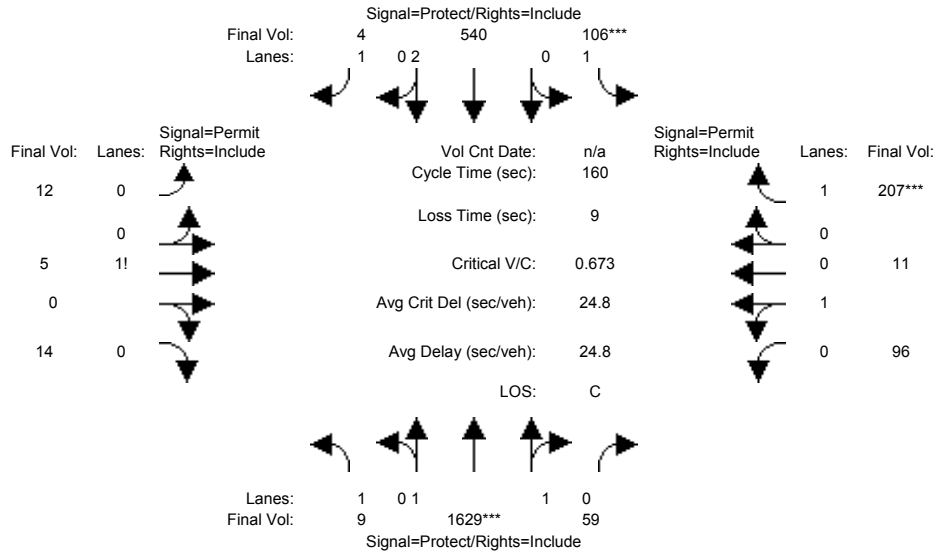 Signal=Protect/Rights=Include
Final Vol: 4 540 106***
Lanes: 1 0 2 0 1
Signal=Permit
Final Vol: Lanes: Rights=Include
Vol Cnt Date: n/a
Signal=Permit
Rights=Include Lanes: Final Vol:
Cycle Time (sec): 160
12 0
1 207***
Loss Time (sec): 9
0
0
5 1!
Critical V/C: 0.673
0 11
0 0
Avg Crit Del (sec/veh): 24.8
1
14 0
Avg Delay (sec/veh): 24.8
0 96
LOS: C
Lanes: 1 0 1 1 0
Final Vol: 9 1629*** 59
Signal=Protect/Rights=Include